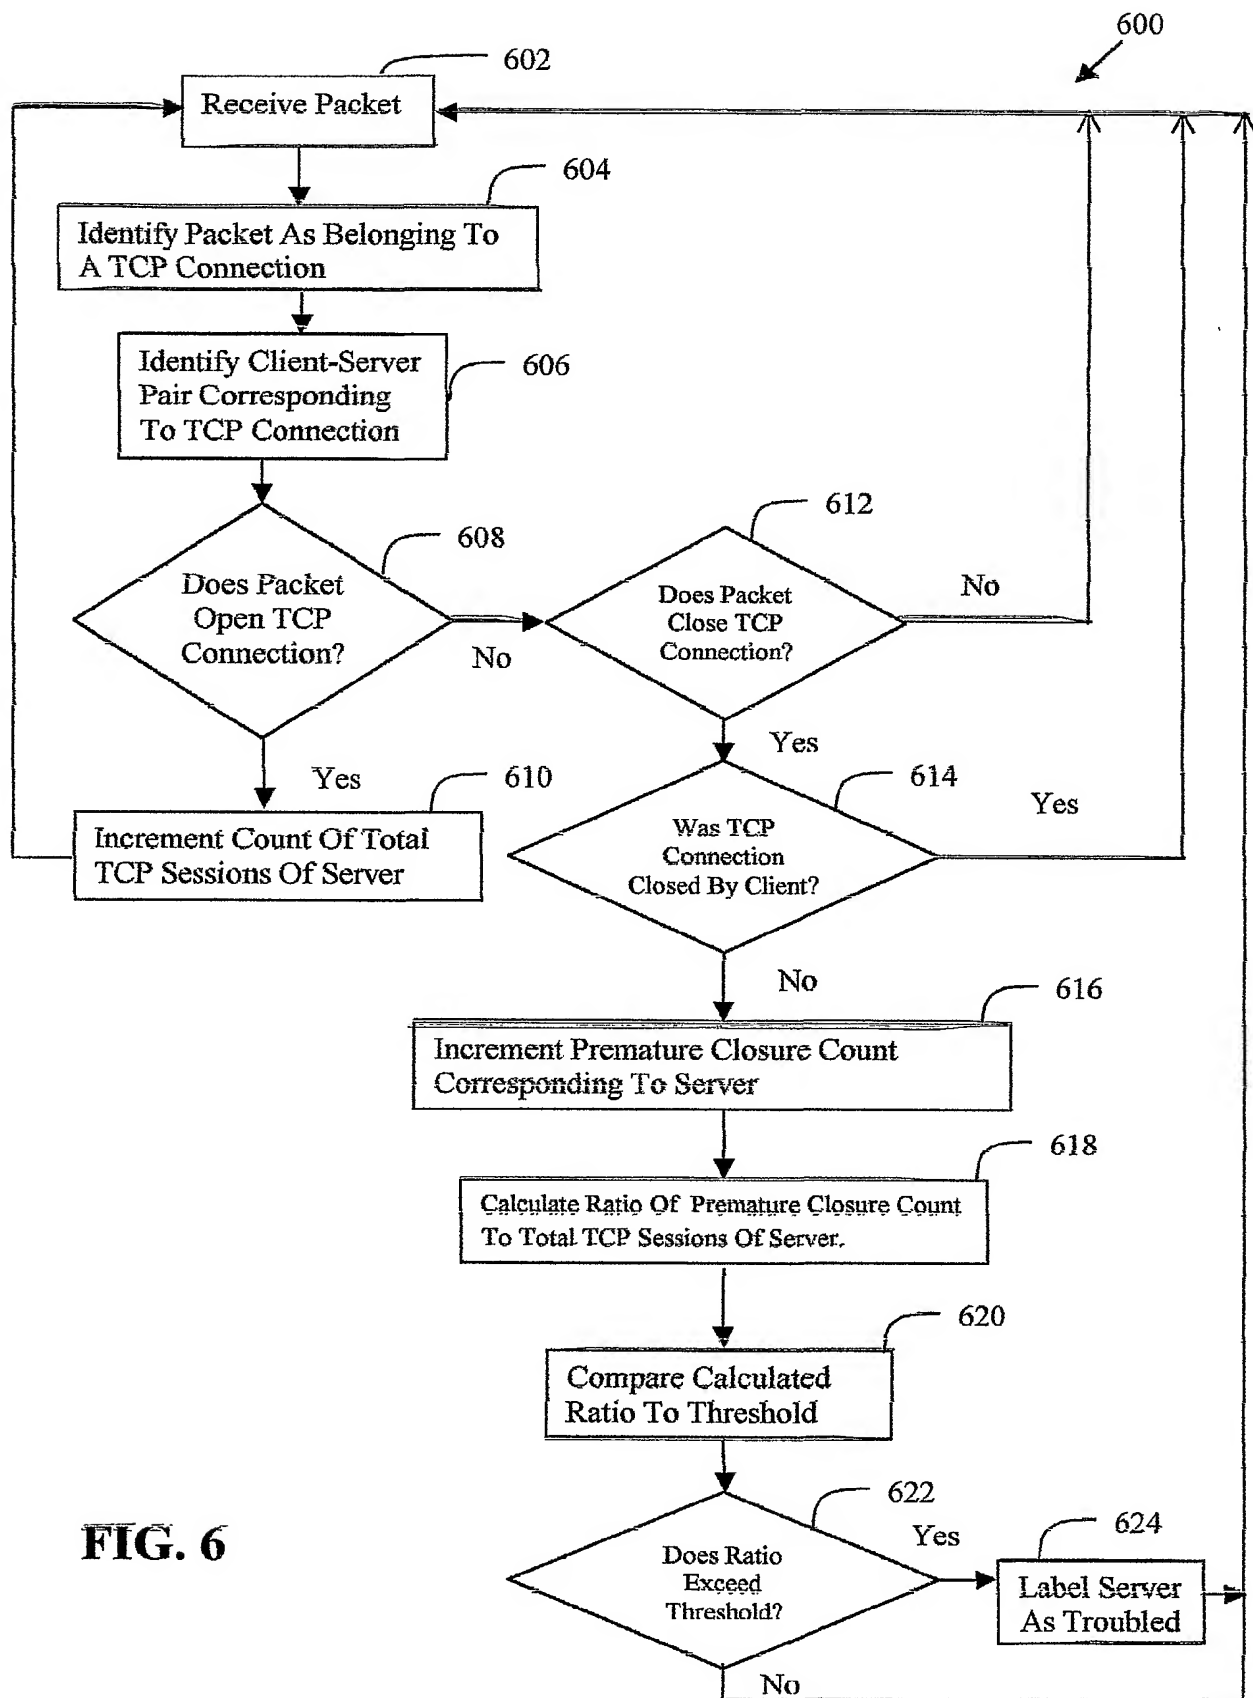 600
602
Receive Packet
604
Identify Packet As Belonging To
A TCP Connection
606
Identify Client-Server
Pair Corresponding
To TCP Connection
608
Does Packet
Open TCP
Connection?
No
Yes
610
Increment Count Of Total
TCP Sessions Of Server
612
Does Packet
Close TCP
Connection?
No
Yes
614
Was TCP
Connection
Closed By Client?
Yes
No
616
Increment Premature Closure Count
Corresponding To Server
618
Calculate Ratio Of Premature Closure Count
To Total TCP Sessions Of Server.
620
Compare Calculated
Ratio To Threshold
622
Does Ratio
Exceed
Threshold?
Yes
No
624
Label Server
As Troubled
FIG. 6